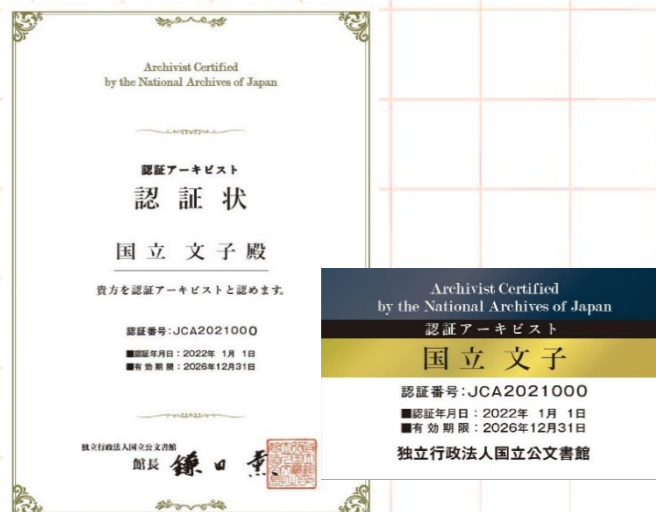 Archivist Certified
by the National Archives of Japan
認証アーキビスト
認証状
国立 文子殿
貴方を認証アーキビストと認めます。
認証番号:JCA2021000
■認証年月日:2022年 1月 1日
■有効期限:2026年12月31日
独立行政法人国立公文書館
館長 鎌田 薫
Archivist Certified
by the National Archives of Japan
認証アーキビスト
国立 文子
認証番号:JCA2021000
■認証年月日:2022年 1月 1日
■有効期限:2026年12月31日
独立行政法人国立公文書館